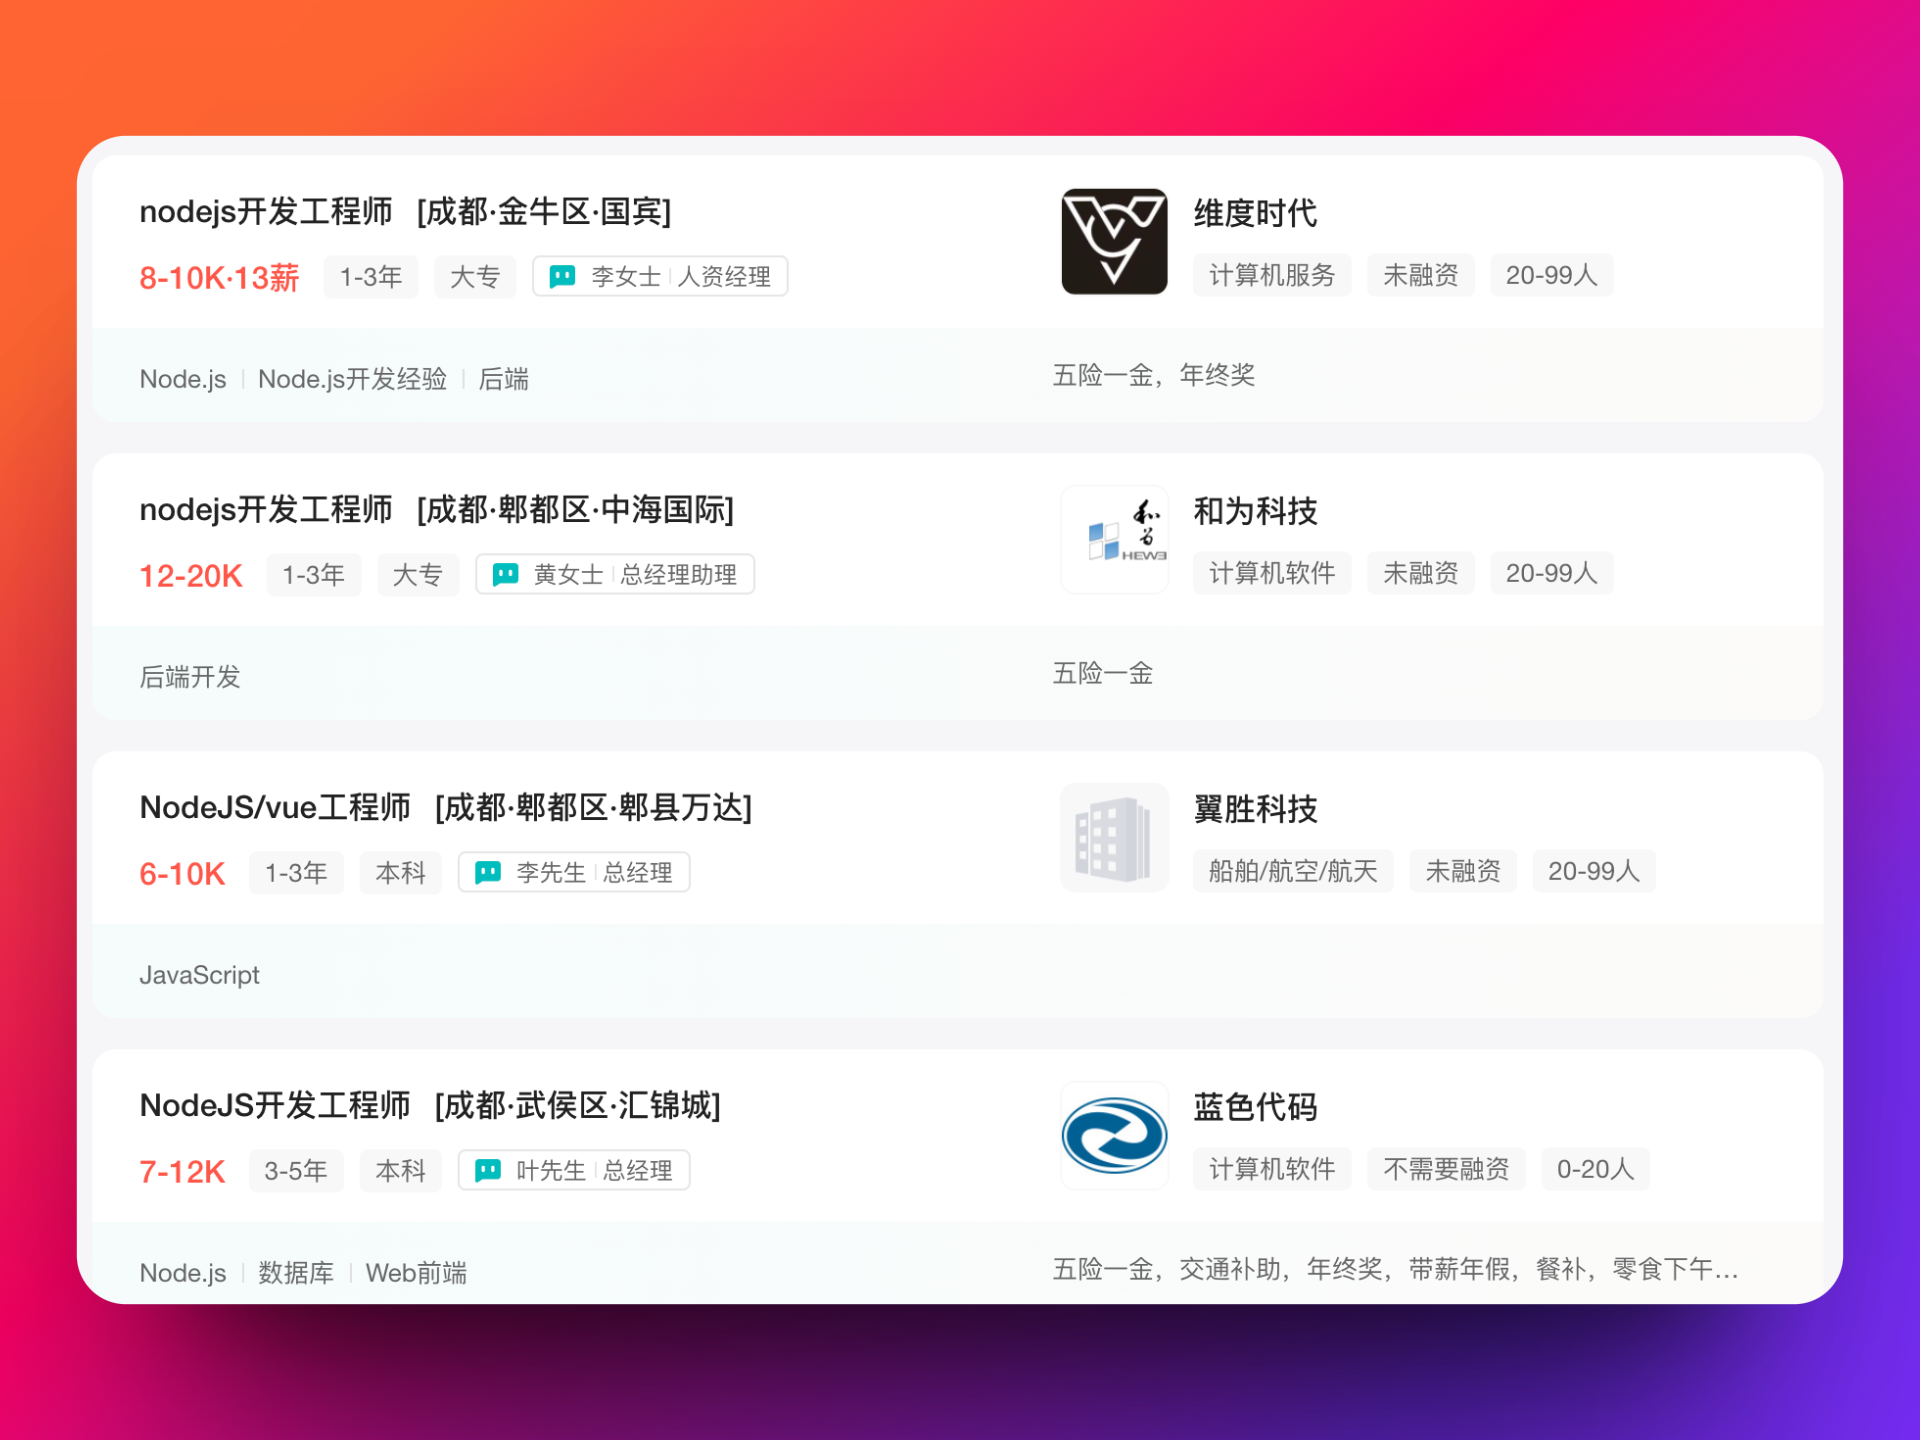 nodejs开发工程师 [成都·金牛区·国宾]
8-10K·13薪 1-3年 大专 李女士 人资经理
维度时代
计算机服务 未融资 20-99人
Node.js Node.js开发经验 后端
五险一金，年终奖
nodejs开发工程师 [成都·郫都区·中海国际]
12-20K 1-3年 大专 黄女士 总经理助理
和为
HEW3
和为科技
计算机软件 未融资 20-99人
后端开发
五险一金
NodeJS/vue工程师 [成都·郫都区·郫县万达]
6-10K 1-3年 本科 李先生 总经理
翼胜科技
船舶/航空/航天 未融资 20-99人
JavaScript
NodeJS开发工程师 [成都·武侯区·汇锦城]
7-12K 3-5年 本科 叶先生 总经理
蓝色代码
计算机软件 不需要融资 0-20人
Node.js 数据库 Web前端
五险一金，交通补助，年终奖，带薪年假，餐补，零食下午...